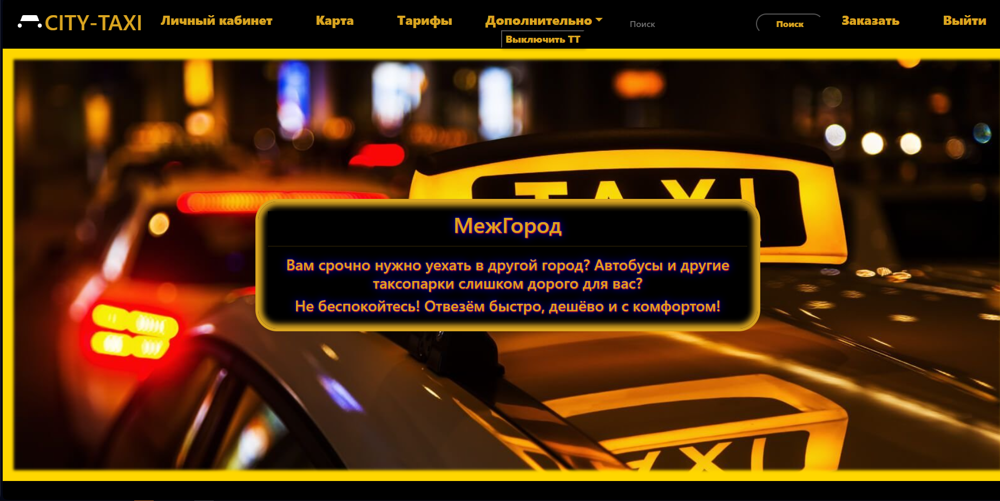 CITY-TAXI Личный кабинет Карта Тарифы Дополнительно Поиск Поиск Заказать Выйти
Выключить ТТ
TAXI
МежГород
Вам срочно нужно уехать в другой город? Автобусы и другие
таксопарки слишком дорого для вас?
Не беспокойтесь! Отвезём быстро, дешёво и с комфортом!